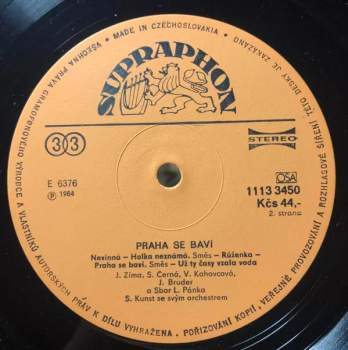 VŠECHNA PRÁVA GRAMOFONOVÉHO VÝROBCE A VLASTNÍKŮ AUTORSKÝCH PRÁV K DÍLU VYHRAŽENA. POŘIZOVÁNÍ KOPIÍ, VEŘEJNÉ PROVOZOVÁNÍ A ROZHLASOVÉ ŠÍŘENÍ TÉTO DESKY JE ZAKÁZÁNO
MADE IN CZECHOSLOVAKIA
SUPRAPHON
33
STEREO
E 6376
Ⓟ 1984
OSA
1113 3450
Kčs 44,-
2. strana
PRAHA SE BAVÍ
Nevinná – Holka neznámá. Směs – Růženka –
Praha se baví. Směs – Už ty časy vzala voda
J. Zíma, S. Černá, V. Kahovcová,
J. Bruder
a Sbor L. Pánka
S. Kunst se svým orchestrem